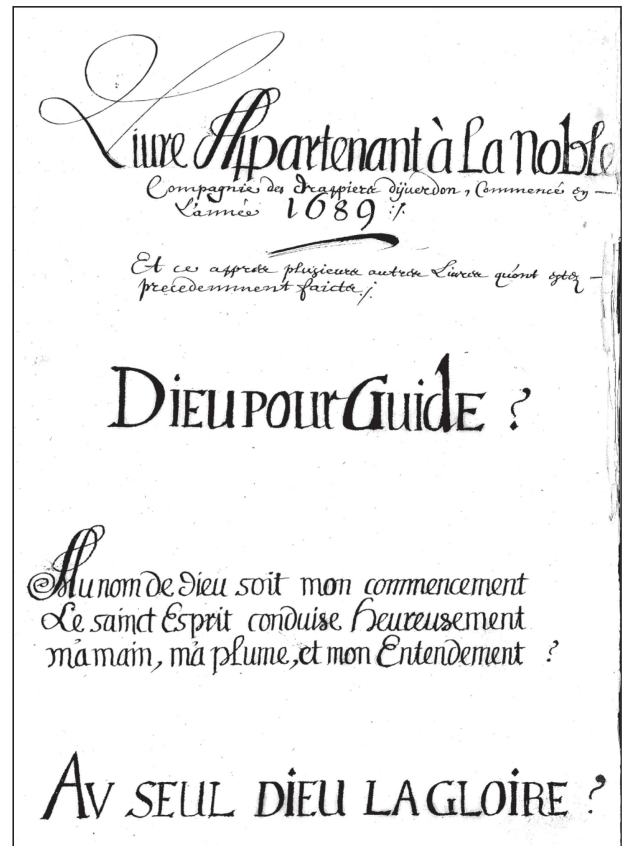 Liure Appartenant à La Noble
Compagnie des Drappiers d'jverdon, Commencé en
L'année 1689 :/.
Et ce apprés plusieurs autres Liures qu'ont estez
precedemment faicts :/.
DIEU POUR GUIDE ?
Au nom de Dieu soit mon commencement
Le sainct Esprit conduise heureusement
ma main, ma plume, et mon Entendement ?
AV SEUL DIEU LA GLOIRE ?